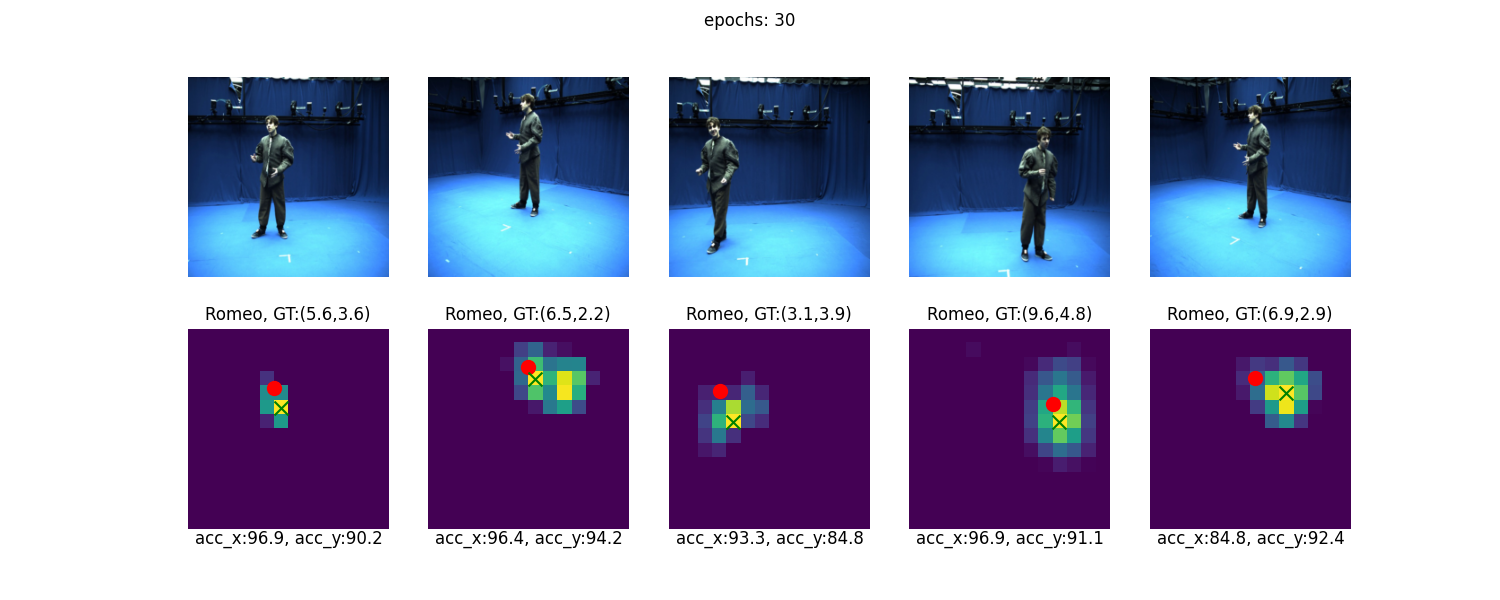 epochs: 30
Romeo, GT:(5.6,3.6)
Romeo, GT:(6.5,2.2)
Romeo, GT:(3.1,3.9)
Romeo, GT:(9.6,4.8)
Romeo, GT:(6.9,2.9)
acc_x:96.9, acc_y:90.2
acc_x:96.4, acc_y:94.2
acc_x:93.3, acc_y:84.8
acc_x:96.9, acc_y:91.1
acc_x:84.8, acc_y:92.4